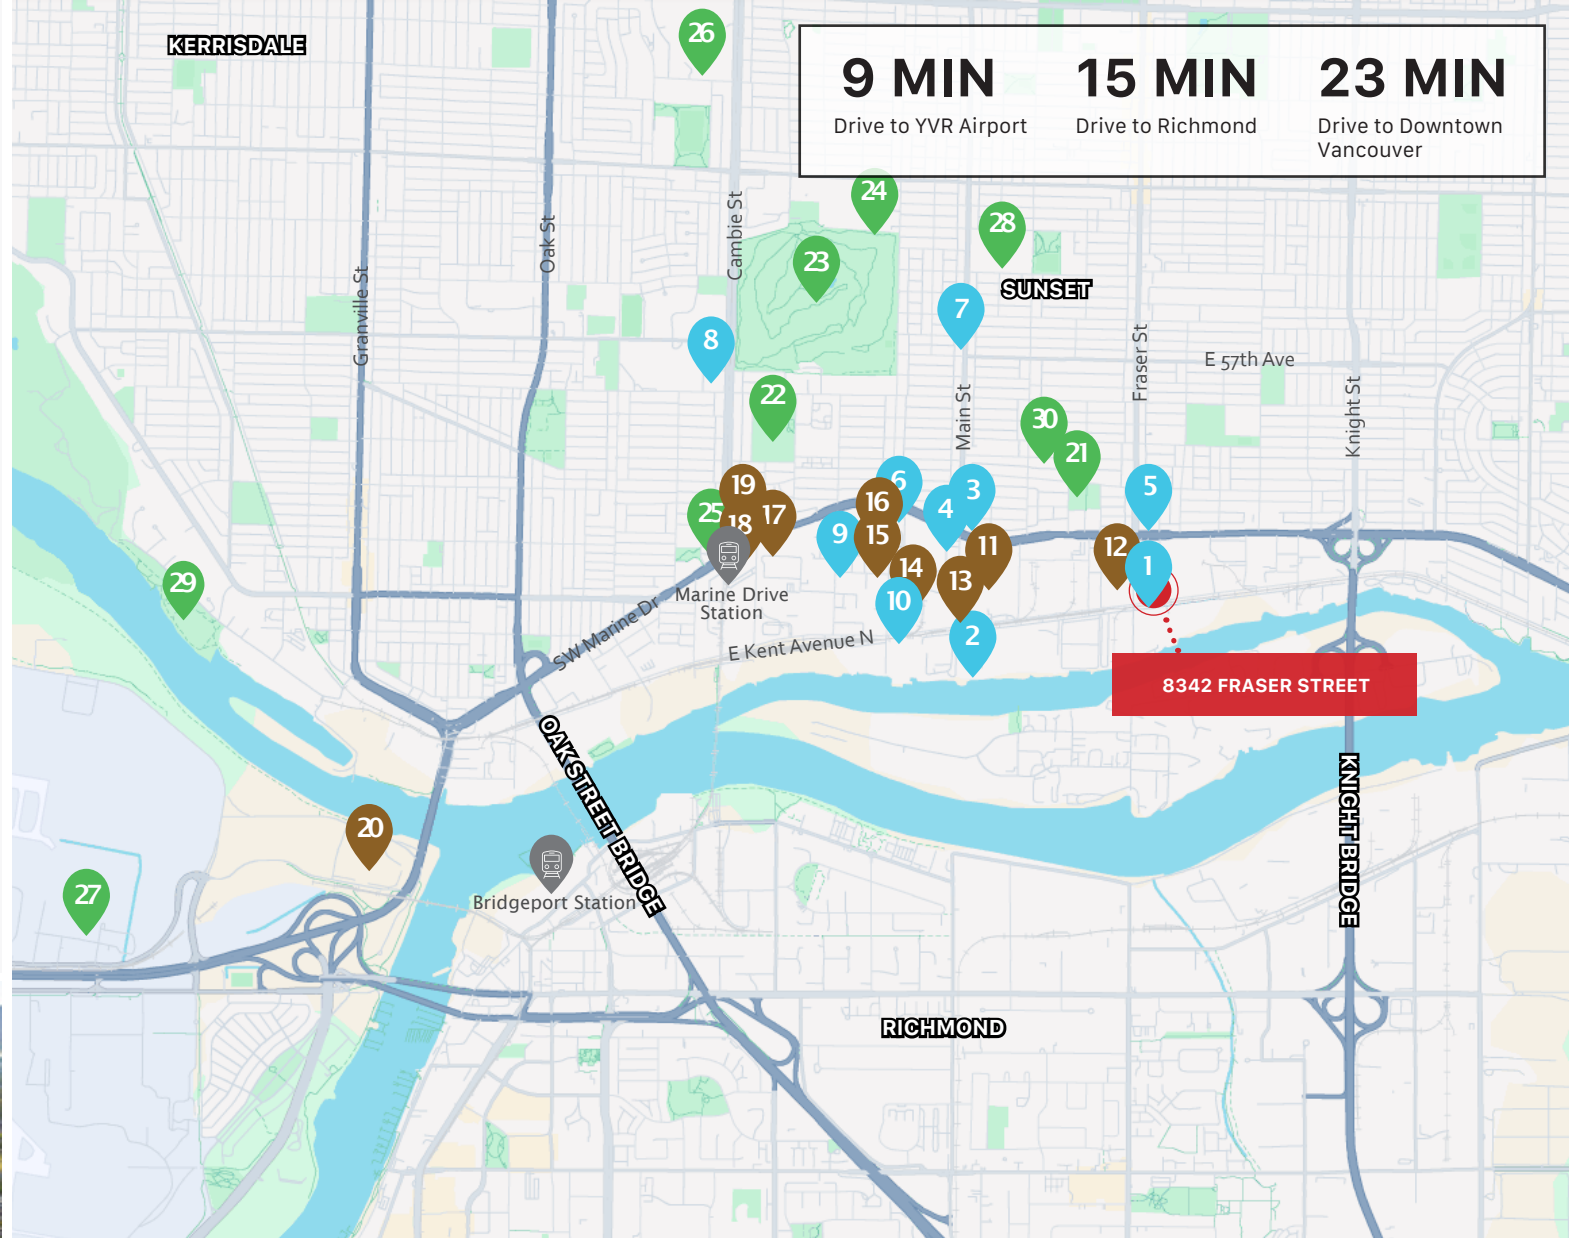 KERRISDALE
26
9 MIN
Drive to YVR Airport
15 MIN
Drive to Richmond
23 MIN
Drive to Downtown
Vancouver
24
28
23
SUNSET
Granville St
Oak St
Cambie St
7
8
Main St
Fraser St
E 57th Ave
Knight St
22
30
21
19
25
18
17
6
16
3
4
5
9
15
11
12
1
14
13
10
2
29
Marine Drive
Station
SW Marine Dr
E Kent Avenue N
8342 FRASER STREET
OAK STREET BRIDGE
KNIGHT BRIDGE
20
27
Bridgeport Station
RICHMOND